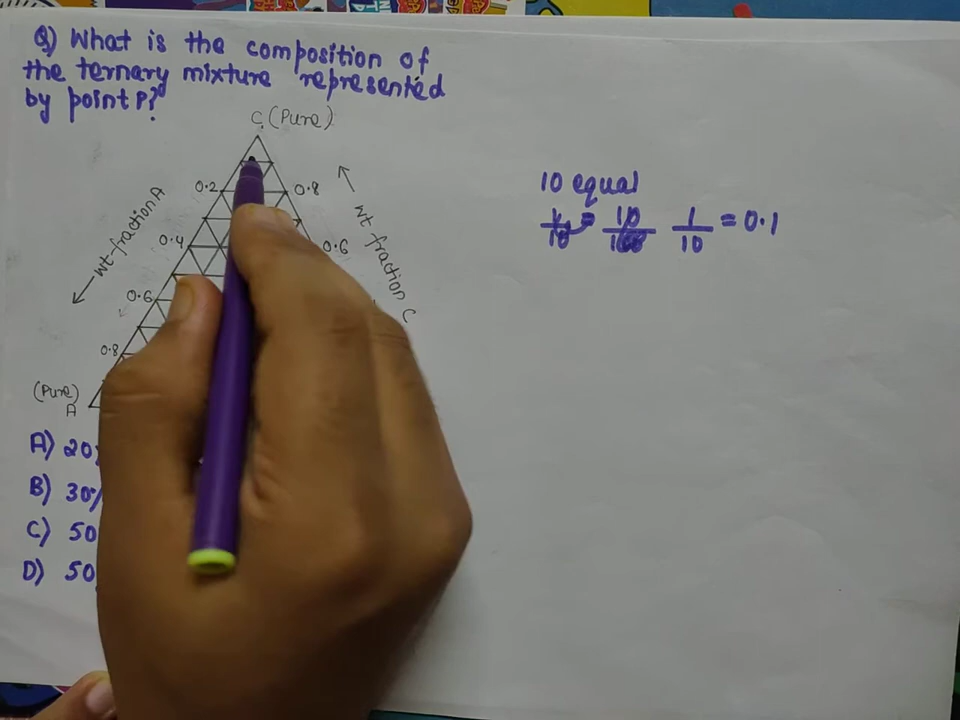 Q) What is the composition of
the ternary mixture represented
by point P?
C (Pure)
0.2
0.8
0.4
0.6
0.6
0.8
wt-fraction A
wt-fraction C
(Pure)
A
A) 20
B) 30%
C) 50
D) 50
10 equal
1/10 = 10/100 1/10 = 0.1